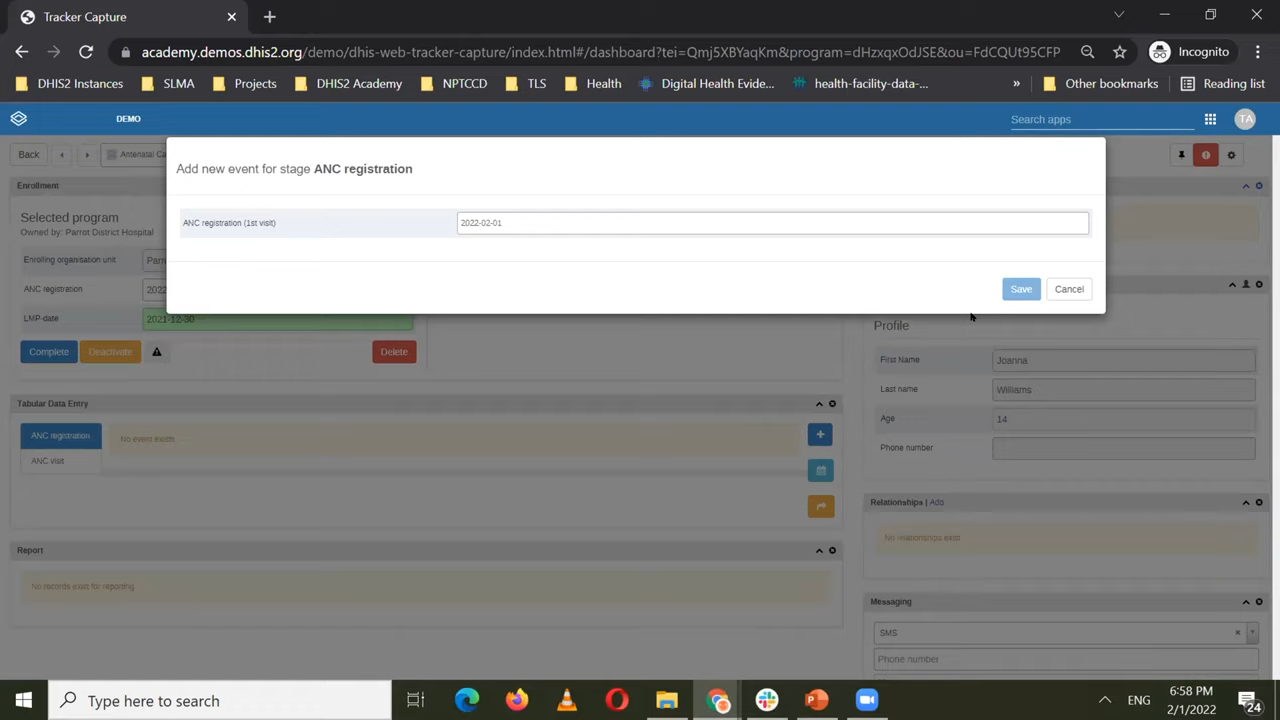 Tracker Capture
academy.demos.dhis2.org/demo/dhis-web-tracker-capture/index.html#/dashboard?tei=Qmj5XBYaqKm&program=dHzxqxOdJSE&ou=FdCQUt95CFP
Incognito
DHIS2 Instances
SLMA
Projects
DHIS2 Academy
NPTCCD
TLS
Health
Digital Health Evide...
health-facility-data-...
»
Other bookmarks
Reading list
DEMO
Search apps
TA
Back
Antenatal Ca
Add new event for stage ANC registration
ANC registration (1st visit)
2022-02-01
Save
Cancel
Enrollment
Selected program
Owned by: Parrot District Hospital
Enrolling organisation unit
Parr
ANC registration
2022
LMP-date
2021-12-30
Complete
Deactivate
Delete
Profile
First Name
Joanna
Last name
Williams
Age
14
Phone number
Tabular Data Entry
ANC registration
No event exists
ANC visit
Relationships | Add
No relationships exist
Report
No records exist for reporting
Messaging
SMS
Phone number
Type here to search
ENG
6:58 PM
2/1/2022
24